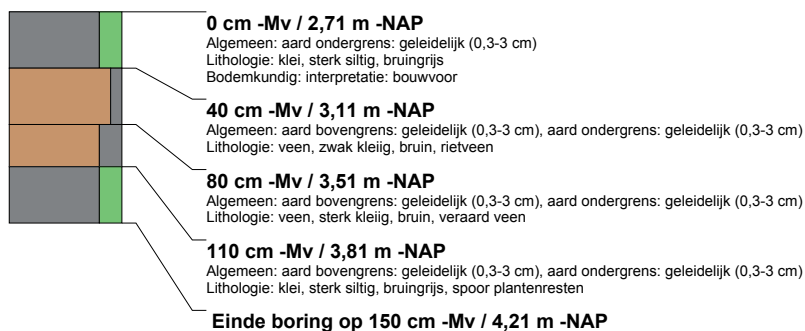 0 cm -Mv / 2,71 m -NAP
Algemeen: aard ondergrens: geleidelijk (0,3-3 cm)
Lithologie: klei, sterk siltig, bruingrijs
Bodemkundig: interpretatie: bouwvoor
40 cm -Mv / 3,11 m -NAP
Algemeen: aard bovengrens: geleidelijk (0,3-3 cm), aard ondergrens: geleidelijk (0,3-3 cm)
Lithologie: veen, zwak kleiig, bruin, rietveen
80 cm -Mv / 3,51 m -NAP
Algemeen: aard bovengrens: geleidelijk (0,3-3 cm), aard ondergrens: geleidelijk (0,3-3 cm)
Lithologie: veen, sterk kleiig, bruin, veraard veen
110 cm -Mv / 3,81 m -NAP
Algemeen: aard bovengrens: geleidelijk (0,3-3 cm), aard ondergrens: geleidelijk (0,3-3 cm)
Lithologie: klei, sterk siltig, bruingrijs, spoor plantenresten
Einde boring op 150 cm -Mv / 4,21 m -NAP